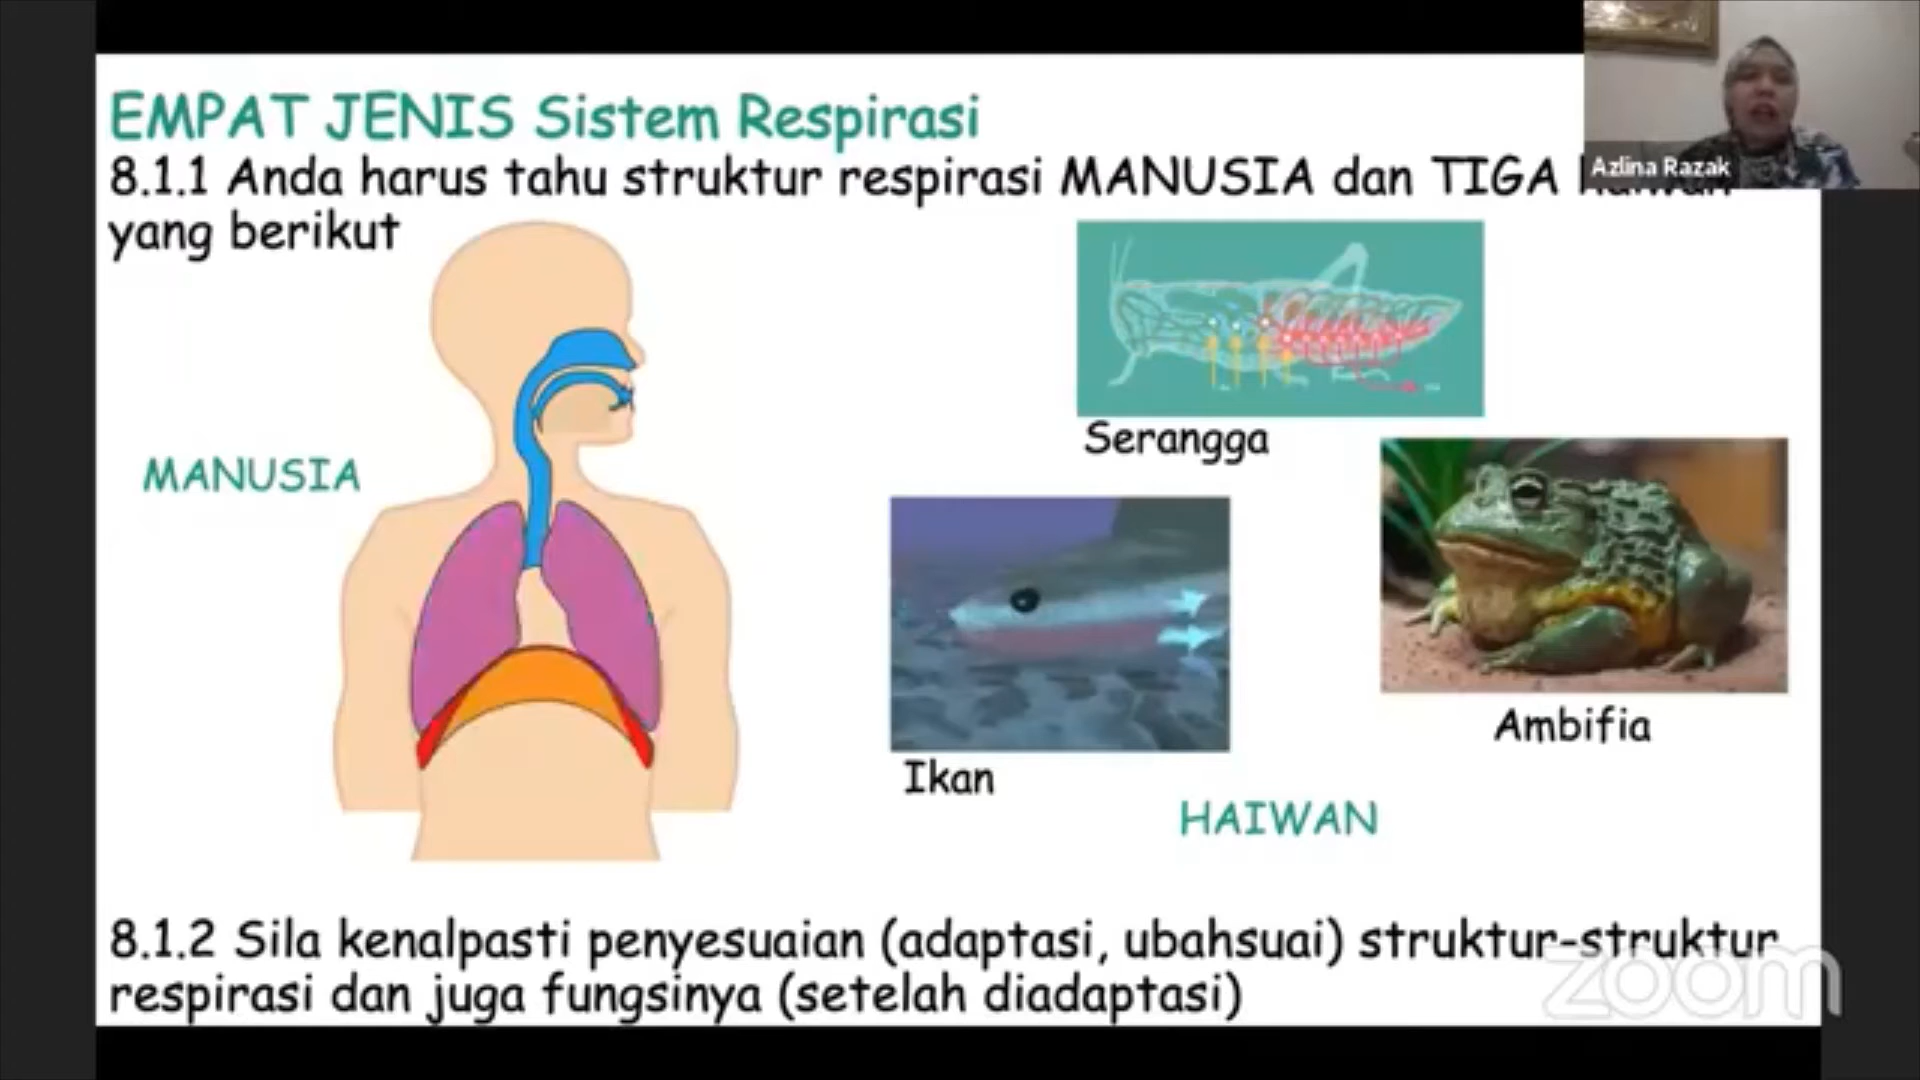 EMPAT JENIS Sistem Respirasi
Azlina Razak
8.1.1 Anda harus tahu struktur respirasi MANUSIA dan TIGA
yang berikut
MANUSIA
Serangga
Ikan
Ambifia
HAIWAN
8.1.2 Sila kenalpasti penyesuaian (adaptasi, ubahsuai) struktur-struktur
respirasi dan juga fungsinya (setelah diadaptasi)
zoom